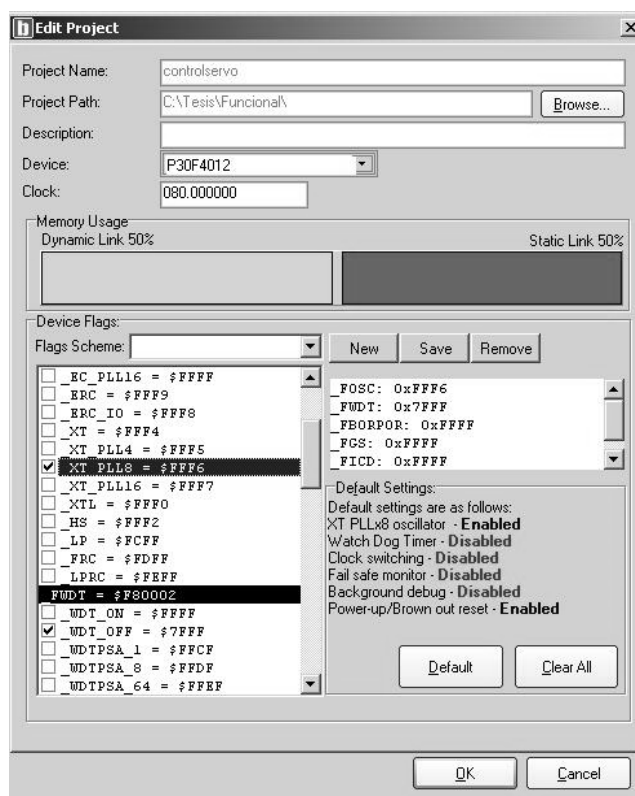 Edit Project
Project Name: controlservo
Project Path: C:\Tesis\Funcional\ Browse...
Description:
Device: P30F4012
Clock: 080.000000
Memory Usage
Dynamic Link 50% Static Link 50%
Device Flags:
Flags Scheme: New Save Remove
_EC_PLL16 = $FFFF
_ERC = $FFF9
_ERC_IO = $FFF8
_XT = $FFF4
_XT_PLL4 = $FFF5
_XT_PLL8 = $FFF6
_XT_PLL16 = $FFF7
_XTL = $FFF0
_HS = $FFF2
_LP = $FCFF
_FRC = $FDFF
_LPRC = $FEFF
FWDT = $F80002
_WDT_ON = $FFFF
_WDT_OFF = $7FFF
_WDTPSA_1 = $FFCF
_WDTPSA_8 = $FFDF
_WDTPSA_64 = $FFEF
_FOSC: 0xFFF6
_FWDT: 0x7FFF
_FBORPOR: 0xFFFF
_FGS: 0xFFFF
_FICD: 0xFFFF
Default Settings:
Default settings are as follows:
XT PLLx8 oscillator - Enabled
Watch Dog Timer - Disabled
Clock switching - Disabled
Fail safe monitor - Disabled
Background debug - Disabled
Power-up/Brown out reset - Enabled
Default Clear All
OK Cancel